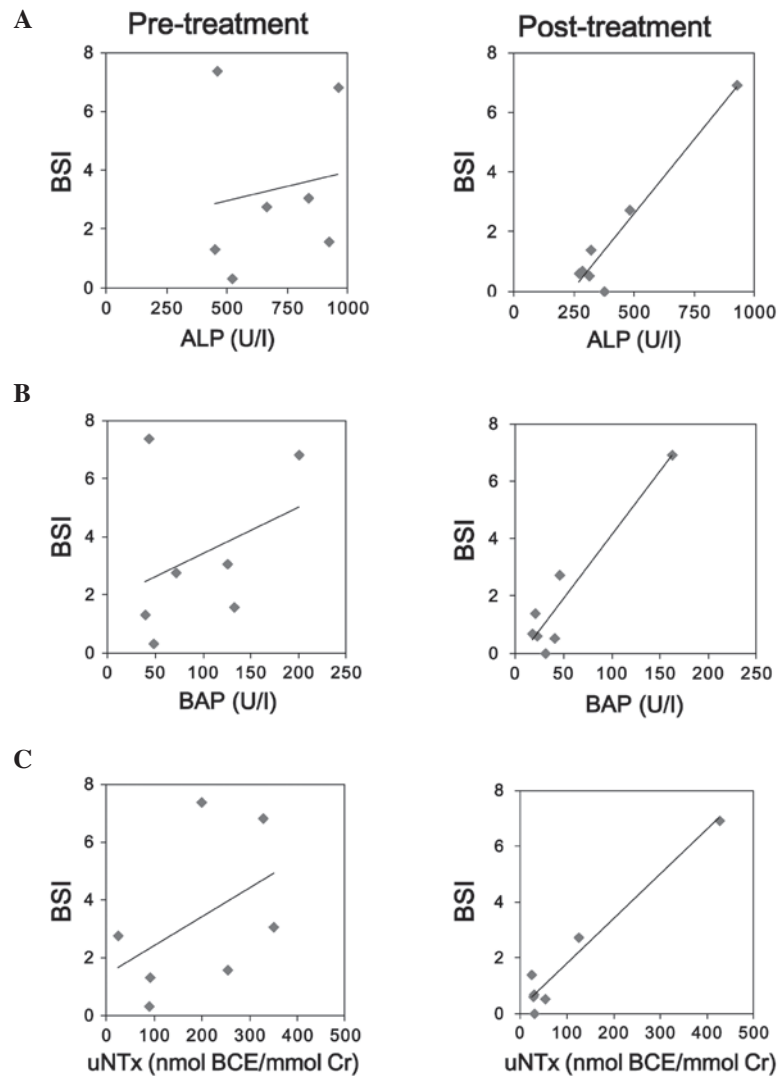 A
Pre-treatment
Post-treatment
BSI
8
6
4
2
0
0 250 500 750 1000
ALP (U/l)
BSI
8
6
4
2
0
0 250 500 750 1000
ALP (U/l)
B
BSI
8
6
4
2
0
0 50 100 150 200 250
BAP (U/l)
BSI
8
6
4
2
0
0 50 100 150 200 250
BAP (U/l)
C
BSI
8
6
4
2
0
0 100 200 300 400 500
uNTx (nmol BCE/mmol Cr)
BSI
8
6
4
2
0
0 100 200 300 400 500
uNTx (nmol BCE/mmol Cr)